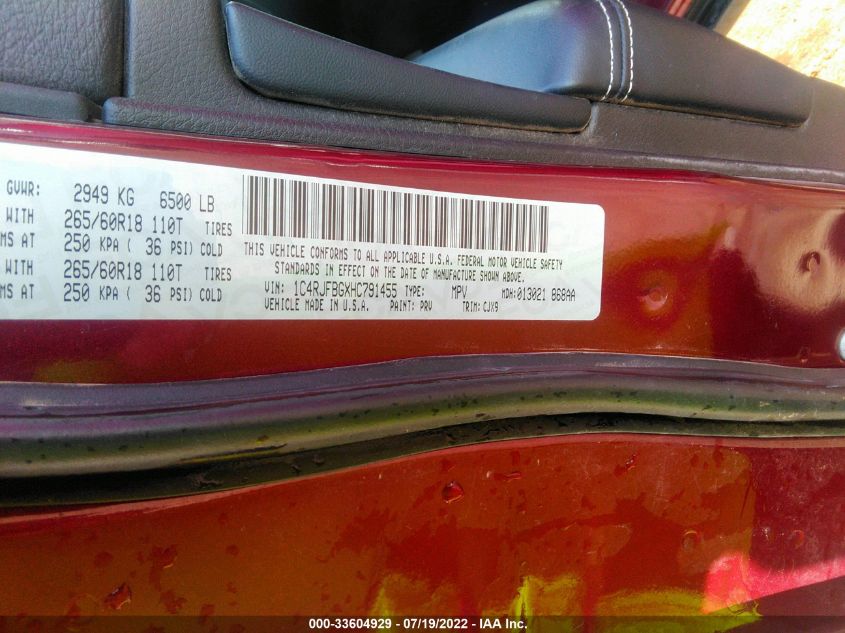 GVWR: 2949 KG 6500 LB
WITH 265/60R18 110T TIRES
MS AT 250 KPA ( 36 PSI) COLD
WITH 265/60R18 110T TIRES
MS AT 250 KPA ( 36 PSI) COLD
THIS VEHICLE CONFORMS TO ALL APPLICABLE U.S.A. FEDERAL MOTOR VEHICLE SAFETY
STANDARDS IN EFFECT ON THE DATE OF MANUFACTURE SHOWN ABOVE.
VIN: 1C4RJFBGXHC791455 TYPE: MPV MDH:013021 868AA
VEHICLE MADE IN U.S.A. PAINT: PRV TRIM: CJX9
000-33604929 - 07/19/2022 - IAA Inc.